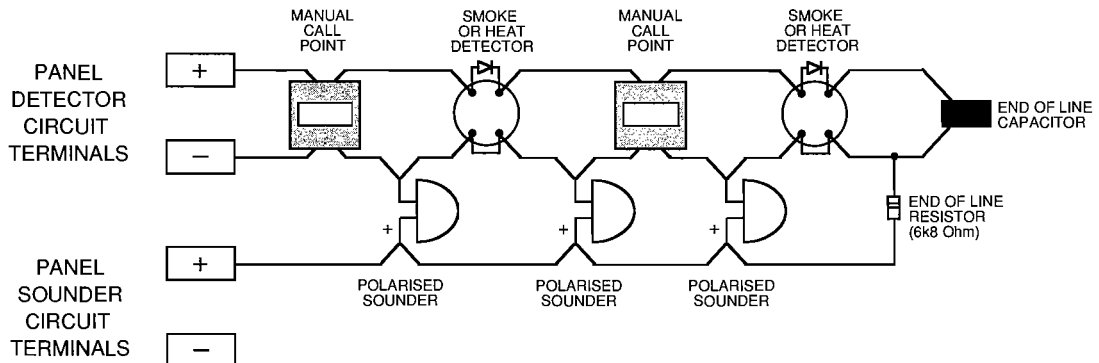 MANUAL
CALL
POINT
SMOKE
OR HEAT
DETECTOR
MANUAL
CALL
POINT
SMOKE
OR HEAT
DETECTOR
PANEL
DETECTOR
CIRCUIT
TERMINALS
+
−
END OF LINE
CAPACITOR
+
+
+
END OF LINE
RESISTOR
(6k8 Ohm)
PANEL
SOUNDER
CIRCUIT
TERMINALS
+
−
POLARISED
SOUNDER
POLARISED
SOUNDER
POLARISED
SOUNDER